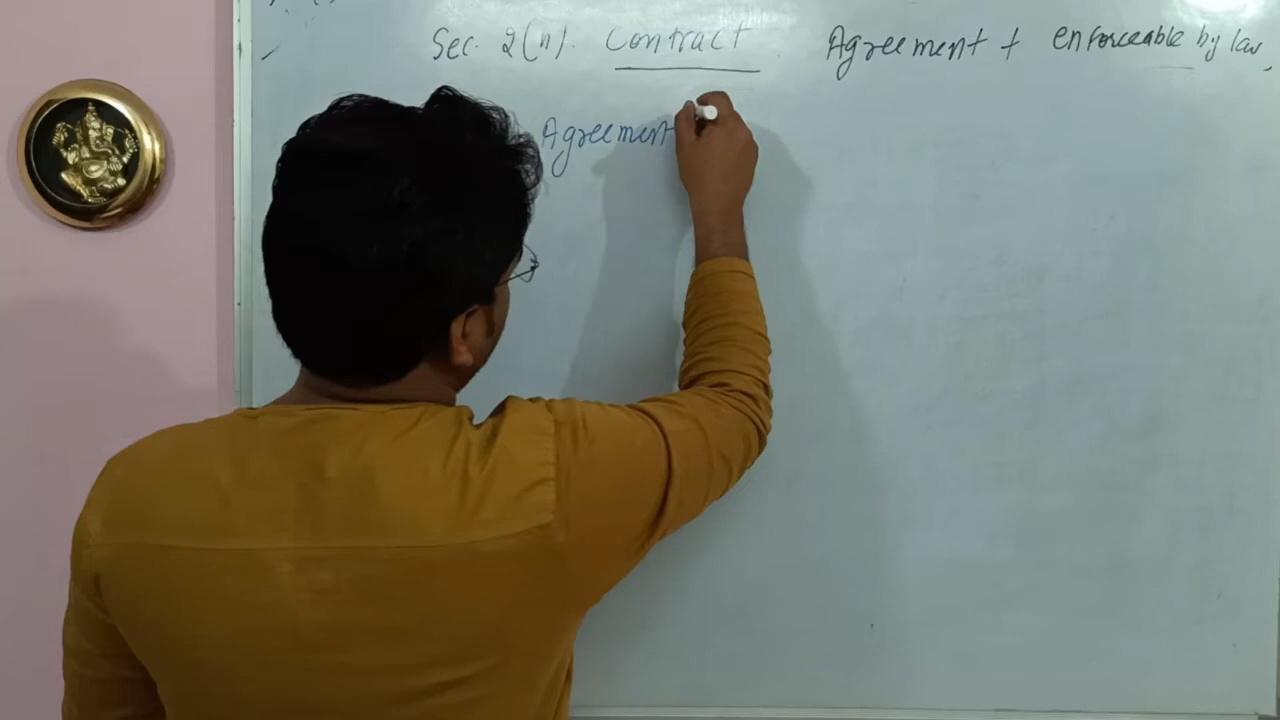 Sec. 2(h). Contract Agreement + enforceable by law,
Agreement